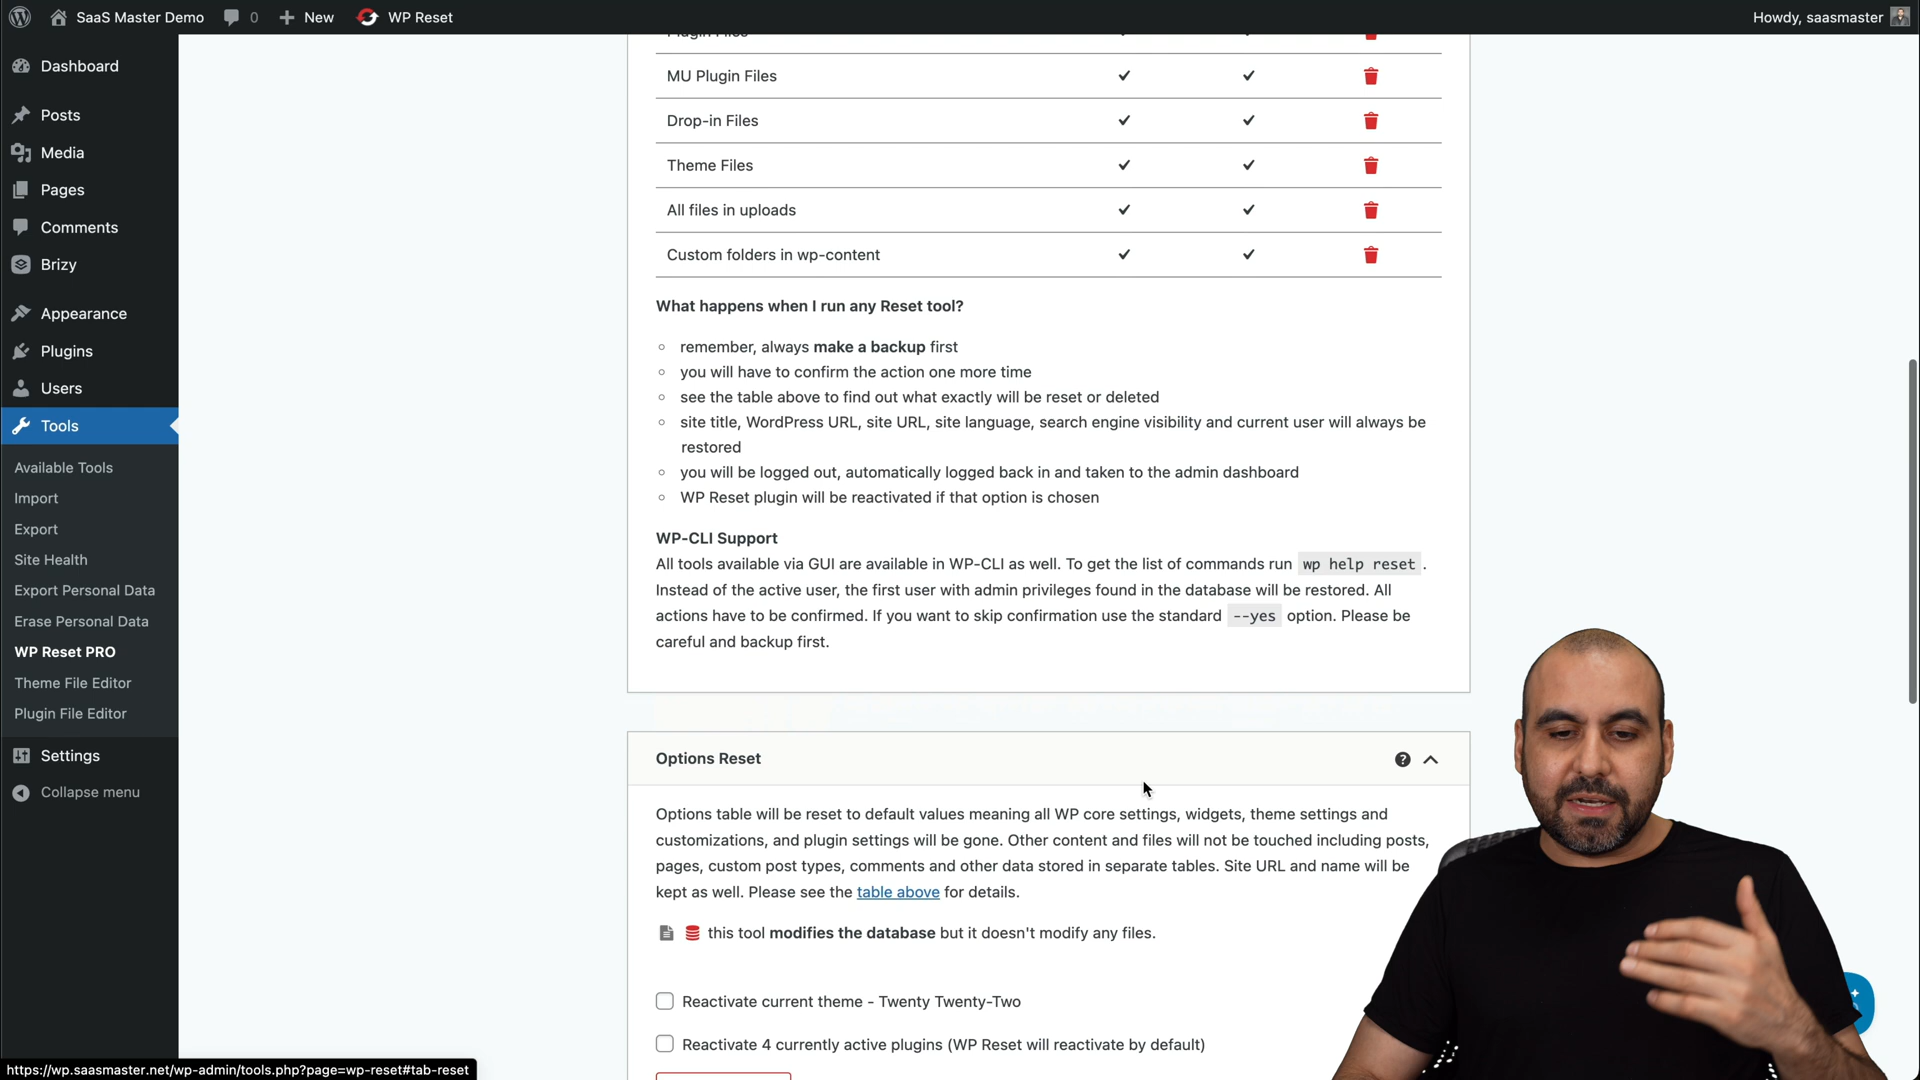 SaaS Master Demo 0 New WP Reset Howdy, saasmaster
Dashboard
Posts
Media
Pages
Comments
Brizy
Appearance
Plugins
Users
Tools
Available Tools
Import
Export
Site Health
Export Personal Data
Erase Personal Data
WP Reset PRO
Theme File Editor
Plugin File Editor
Settings
Collapse menu
Plugin Files
MU Plugin Files
Drop-in Files
Theme Files
All files in uploads
Custom folders in wp-content
What happens when I run any Reset tool?
remember, always make a backup first
you will have to confirm the action one more time
see the table above to find out what exactly will be reset or deleted
site title, WordPress URL, site URL, site language, search engine visibility and current user will always be
restored
you will be logged out, automatically logged back in and taken to the admin dashboard
WP Reset plugin will be reactivated if that option is chosen
WP-CLI Support
All tools available via GUI are available in WP-CLI as well. To get the list of commands run wp help reset .
Instead of the active user, the first user with admin privileges found in the database will be restored. All
actions have to be confirmed. If you want to skip confirmation use the standard --yes option. Please be
careful and backup first.
Options Reset
Options table will be reset to default values meaning all WP core settings, widgets, theme settings and
customizations, and plugin settings will be gone. Other content and files will not be touched including posts,
pages, custom post types, comments and other data stored in separate tables. Site URL and name will be
kept as well. Please see the table above for details.
this tool modifies the database but it doesn't modify any files.
Reactivate current theme - Twenty Twenty-Two
Reactivate 4 currently active plugins (WP Reset will reactivate by default)
https://wp.saasmaster.net/wp-admin/tools.php?page=wp-reset#tab-reset